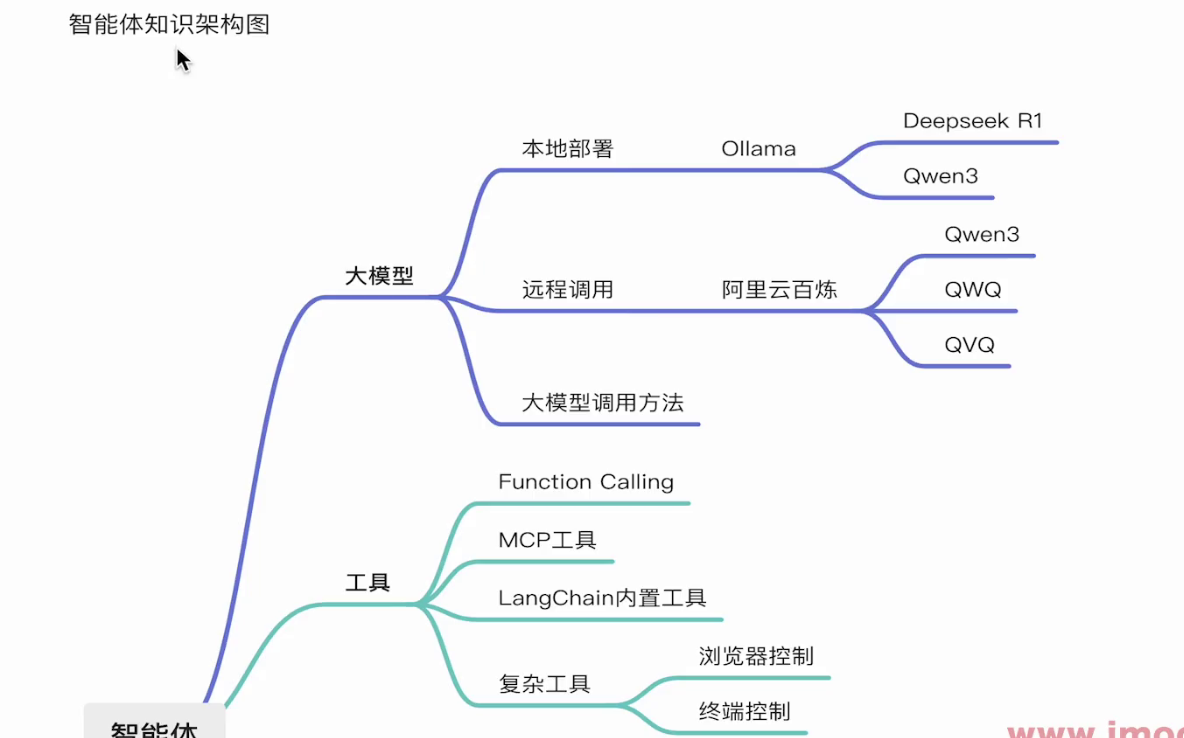 智能体知识架构图
Deepseek R1
本地部署
Ollama
Qwen3
Qwen3
大模型
远程调用
阿里云百炼
QWQ
QVQ
大模型调用方法
Function Calling
MCP工具
工具
LangChain内置工具
浏览器控制
复杂工具
终端控制
智能体